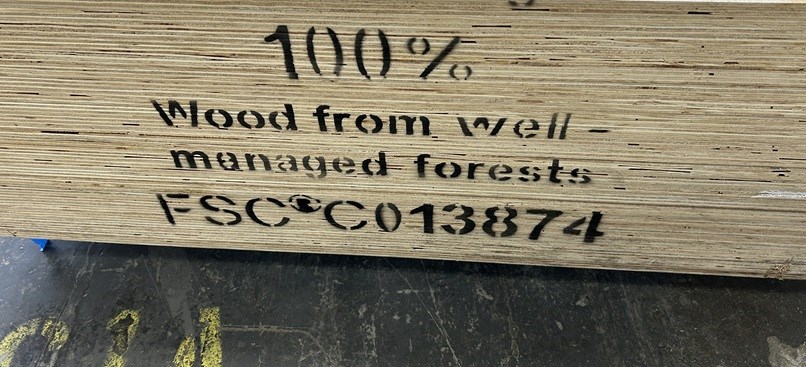 100%
Wood from well-
managed forests
FSC®C013874